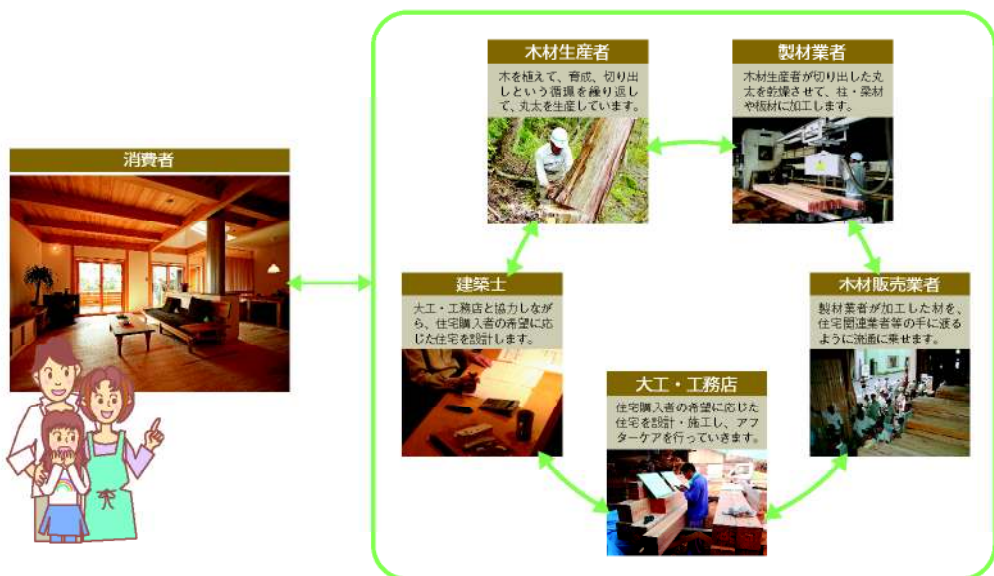 消費者
木材生産者
木を植えて、育成、切り出
しという循環を繰り返し
て、丸太を生産しています。
製材業者
木材生産者が切り出した丸
太を乾燥させて、柱・梁材
や板材に加工します。
建築士
大工・工務店と協力しなが
ら、住宅購入者の希望に応
じた住宅を設計します。
木材販売業者
製材業者が加工した材を、
住宅関連業者等の手に渡る
ように流通に乗せます。
大工・工務店
住宅購入者の希望に応じた
住宅を設計・施工し、アフ
ターケアを行っていきます。